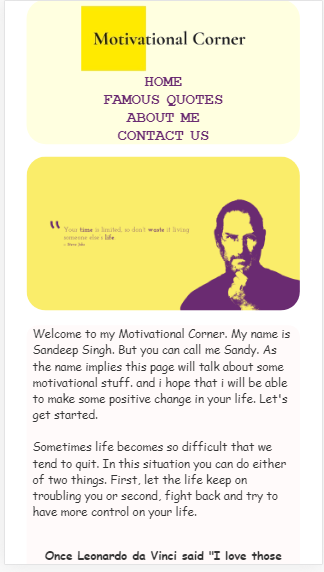 Motivational Corner
HOME
FAMOUS QUOTES
ABOUT ME
CONTACT US
"Your time is limited, so don't waste it living
someone else's life
- Steve Jobs
Welcome to my Motivational Corner. My name is
Sandeep Singh. But you can call me Sandy. As
the name implies this page will talk about some
motivational stuff. and i hope that i will be able
to make some positive change in your life. Let's
get started.
Sometimes life becomes so difficult that we
tend to quit. In this situation you can do either
of two things. First, let the life keep on
troubling you or second, fight back and try to
have more control on your life.
Once Leonardo da Vinci said "I love those